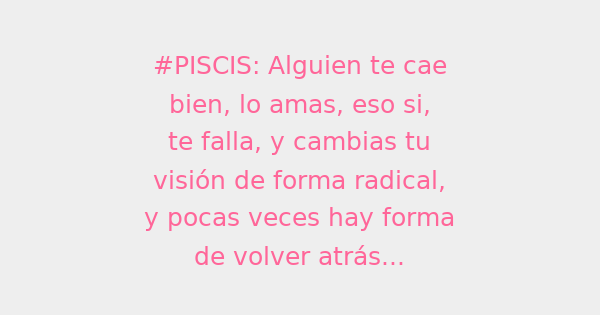 #PISCIS: Alguien te cae
bien, lo amas, eso si,
te falla, y cambias tu
visión de forma radical,
y pocas veces hay forma
de volver atrás...